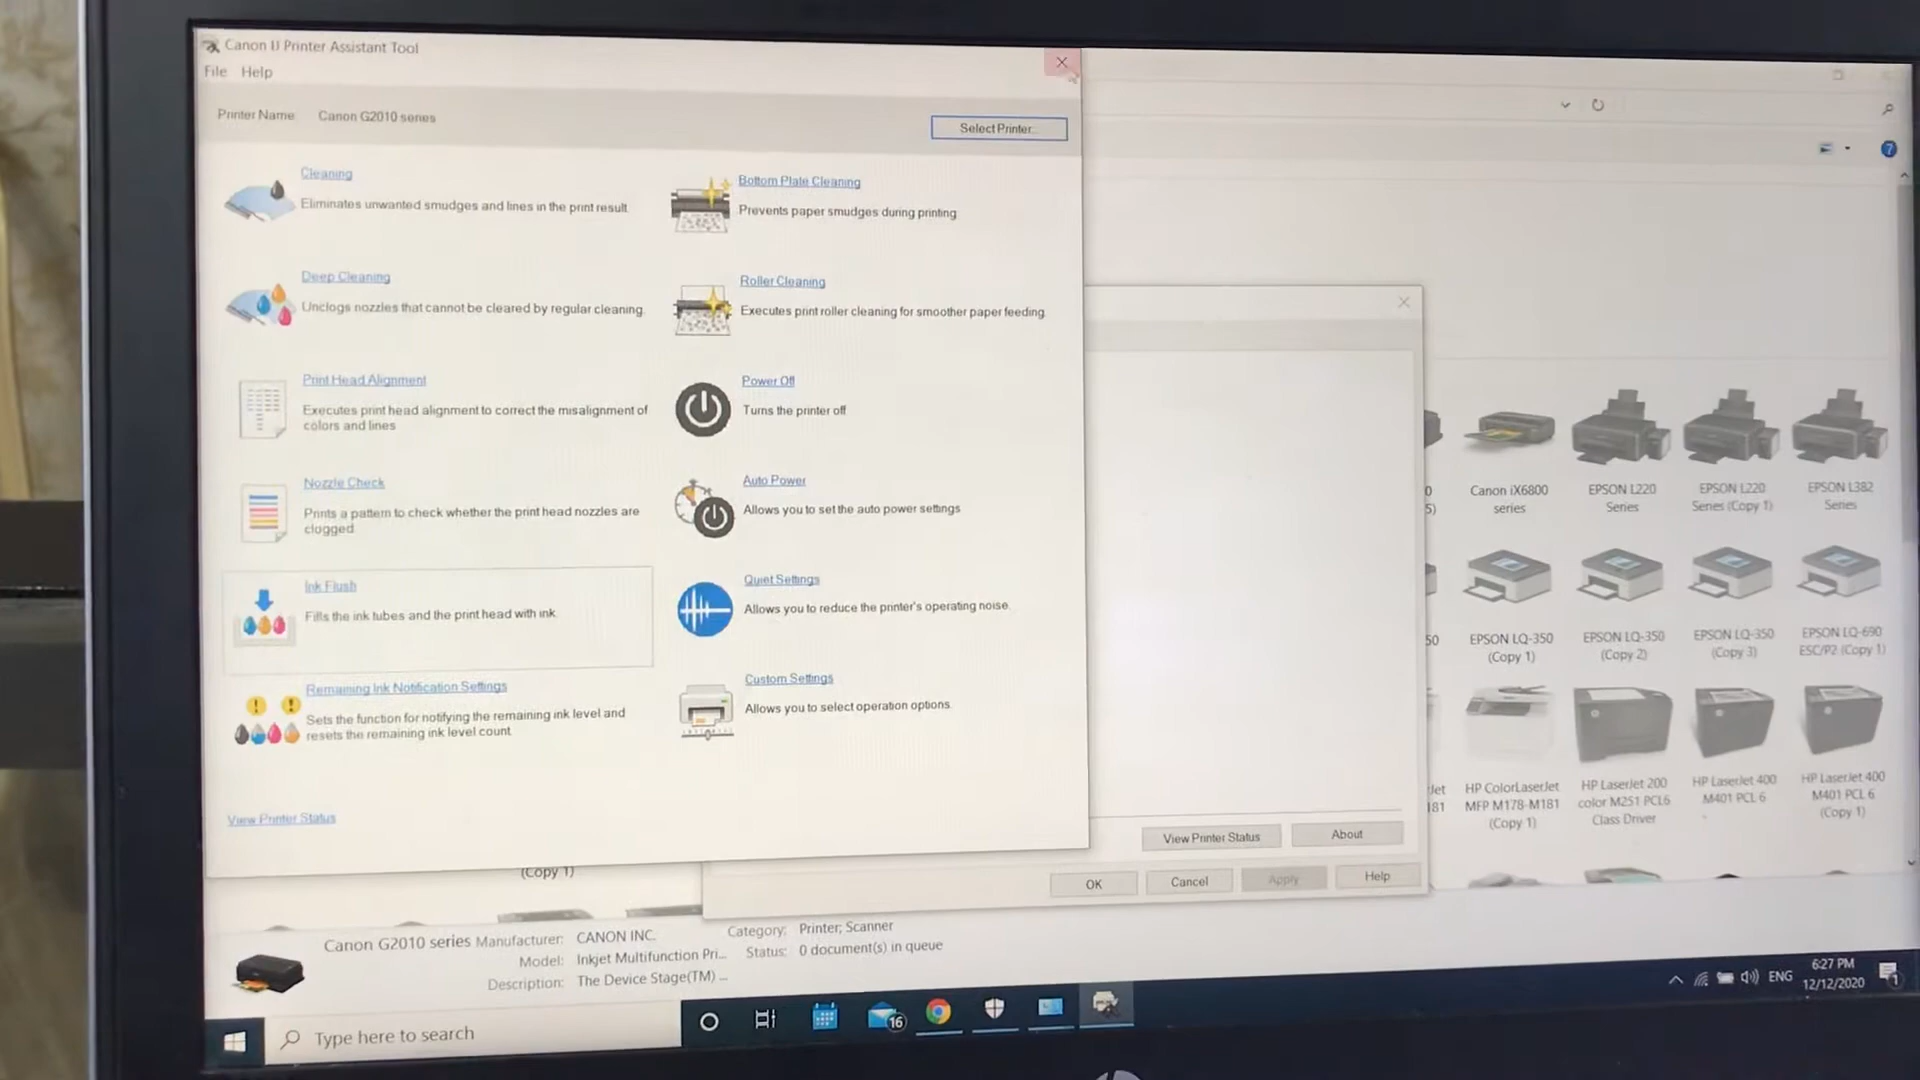 Canon IJ Printer Assistant Tool
File Help
Printer Name Canon G2010 series
Select Printer...
Cleaning
Eliminates unwanted smudges and lines in the print result.
Deep Cleaning
Unclogs nozzles that cannot be cleared by regular cleaning.
Print Head Alignment
Executes print head alignment to correct the misalignment of
colors and lines
Nozzle Check
Prints a pattern to check whether the print head nozzles are
clogged
Ink Flush
Fills the ink tubes and the print head with ink.
Remaining Ink Notification Settings
Sets the function for notifying the remaining ink level and
resets the remaining ink level count.
View Printer Status
Bottom Plate Cleaning
Prevents paper smudges during printing
Roller Cleaning
Executes print roller cleaning for smoother paper feeding.
Power Off
Turns the printer off
Auto Power
Allows you to set the auto power settings
Quiet Settings
Allows you to reduce the printer's operating noise.
Custom Settings
Allows you to select operation options.
View Printer Status
About
OK
Cancel
Apply
Help
Canon iX6800
series
EPSON L220
Series
EPSON L220
Series (Copy 1)
EPSON L382
Series
EPSON LQ-350
(Copy 1)
EPSON LQ-350
(Copy 2)
EPSON LQ-350
(Copy 3)
EPSON LQ-690
ESC/P2 (Copy 1)
HP ColorLaserJet
MFP M178-M181
(Copy 1)
HP LaserJet 200
color M251 PCL6
Class Driver
HP LaserJet 400
M401 PCL 6
HP LaserJet 400
M401 PCL 6
(Copy 1)
50
Jet
181
(Copy 1)
Canon G2010 series
Manufacturer: CANON INC.
Model: Inkjet Multifunction Pri...
Description: The Device Stage(TM) ...
Category: Printer; Scanner
Status: 0 document(s) in queue
Type here to search
16
ENG
6:27 PM
12/12/2020
1